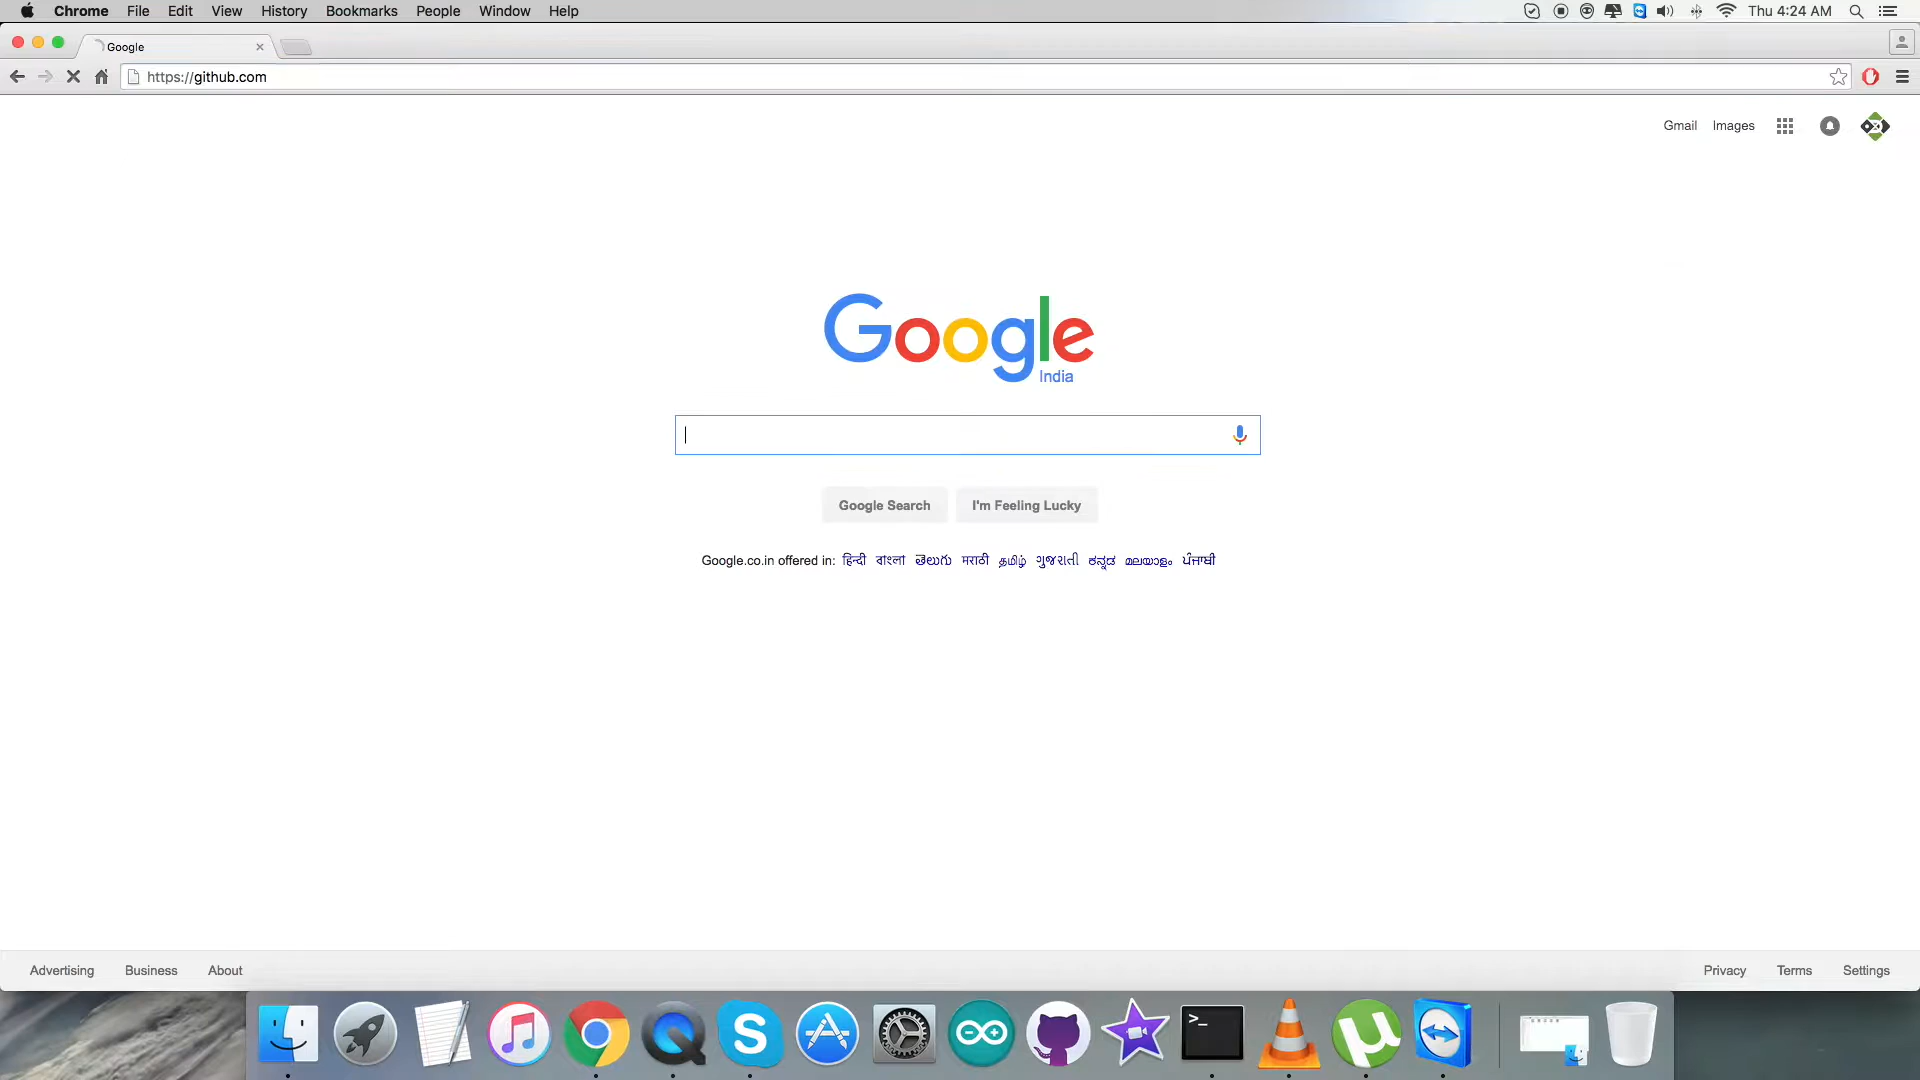 Chrome File Edit View History Bookmarks People Window Help Thu 4:24 AM
Google
https://github.com
Gmail Images
Google
India
Google Search I'm Feeling Lucky
Google.co.in offered in: हिन्दी বাংলা తెలుగు मराठी தமிழ் ગુજરાતી ಕನ್ನಡ മലയാളം ਪੰਜਾਬੀ
Advertising Business About Privacy Terms Settings